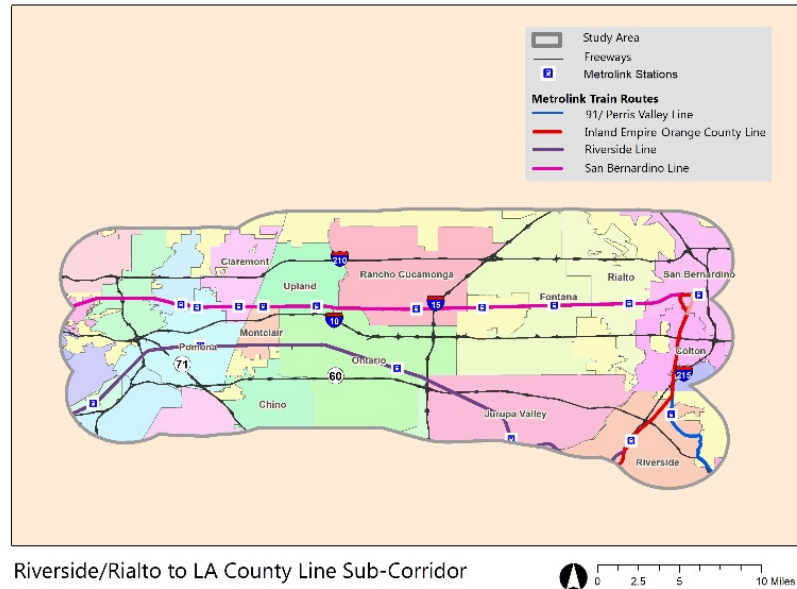 Study Area
Freeways
Metrolink Stations
Metrolink Train Routes
91/ Perris Valley Line
Inland Empire-Orange County Line
Riverside Line
San Bernardino Line
Claremont
210
Upland
Rancho Cucamonga
Rialto
San Bernardino
15
Fontana
10
Montclair
Pomona
71
Ontario
Colton
60
215
Chino
Jurupa Valley
Riverside
Riverside/Rialto to LA County Line Sub-Corridor
0 2.5 5 10 Miles